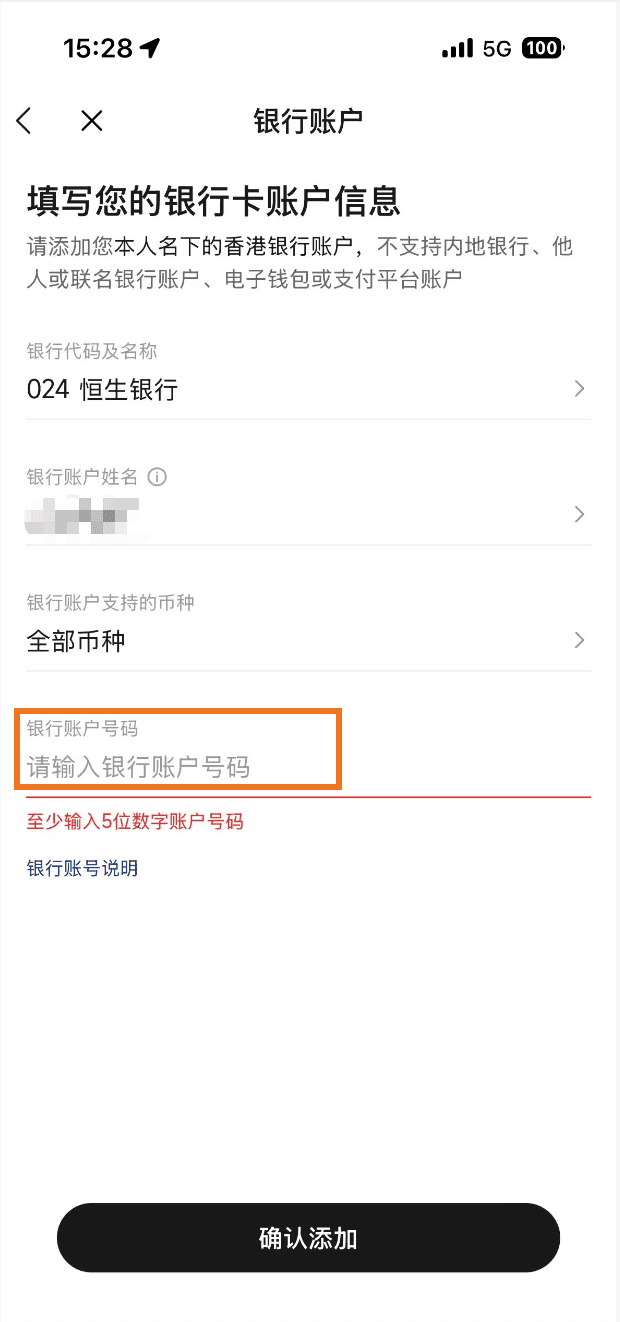 15:28 5G 100
银行账户
填写您的银行卡账户信息
请添加您本人名下的香港银行账户，不支持内地银行、他
人或联名银行账户、电子钱包或支付平台账户
银行代码及名称
024 恒生银行
银行账户姓名
银行账户支持的币种
全部币种
银行账户号码
请输入银行账户号码
至少输入5位数字账户号码
银行账号说明
确认添加